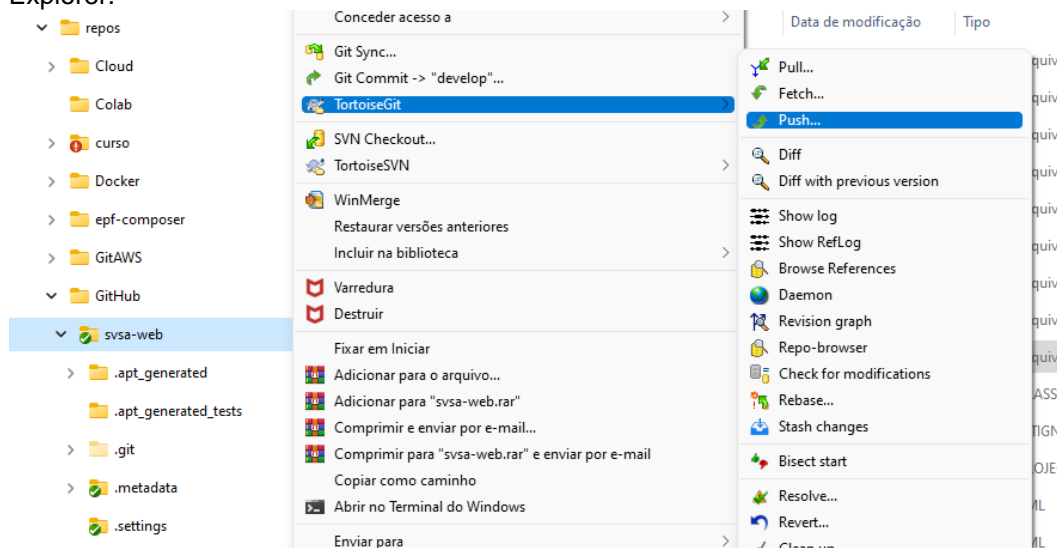 Explorer.
repos
Cloud
Colab
curso
Docker
epf-composer
GitAWS
GitHub
svsa-web
.apt_generated
.apt_generated_tests
.git
.metadata
.settings
Conceder acesso a
Git Sync...
Git Commit -> "develop"...
TortoiseGit
SVN Checkout...
TortoiseSVN
WinMerge
Restaurar versões anteriores
Incluir na biblioteca
Varredura
Destruir
Fixar em Iniciar
Adicionar para o arquivo...
Adicionar para "svsa-web.rar"
Comprimir e enviar por e-mail...
Comprimir para "svsa-web.rar" e enviar por e-mail
Copiar como caminho
Abrir no Terminal do Windows
Enviar para
Data de modificação Tipo
Pull...
Fetch...
Push...
Diff
Diff with previous version
Show log
Show RefLog
Browse References
Daemon
Revision graph
Repo-browser
Check for modifications
Rebase...
Stash changes
Bisect start
Resolve...
Revert...
Clean up...